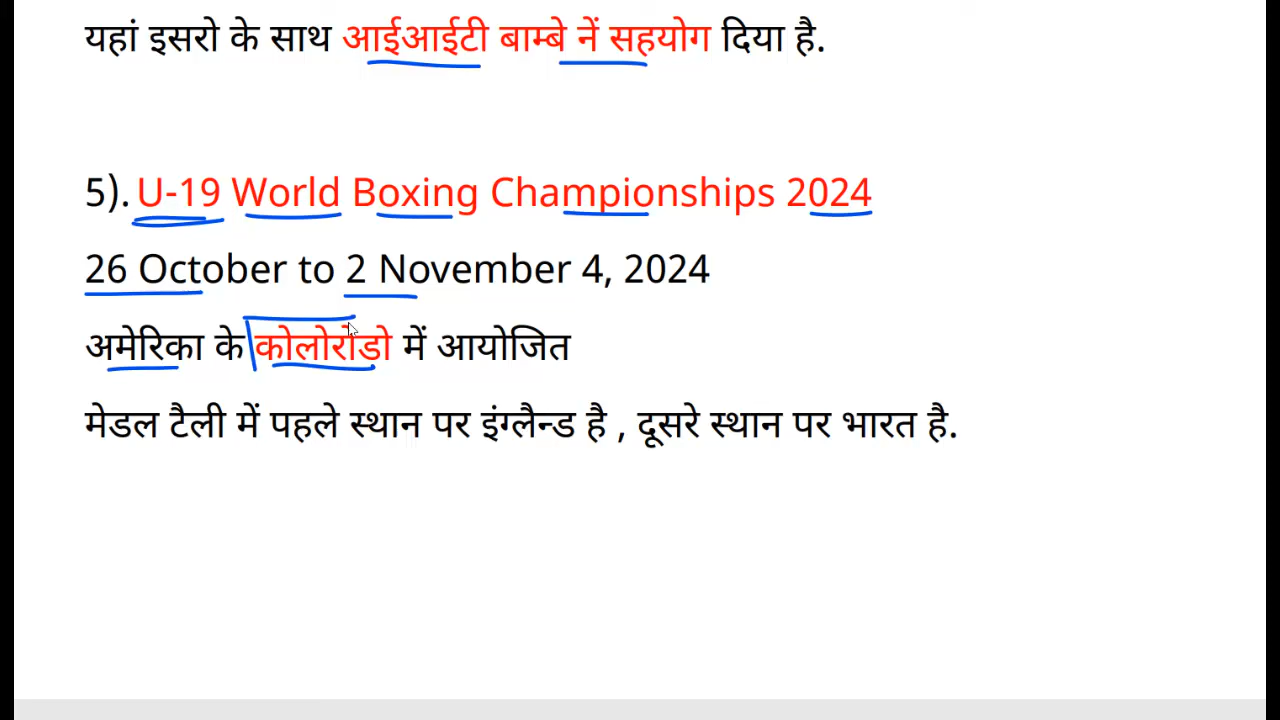 यहां इसरो के साथ आईआईटी बाम्बे नें सहयोग दिया है.
5). U-19 World Boxing Championships 2024
26 October to 2 November 4, 2024
अमेरिका के कोलोरोडो में आयोजित
मेडल टैली में पहले स्थान पर इंग्लैन्ड है , दूसरे स्थान पर भारत है.